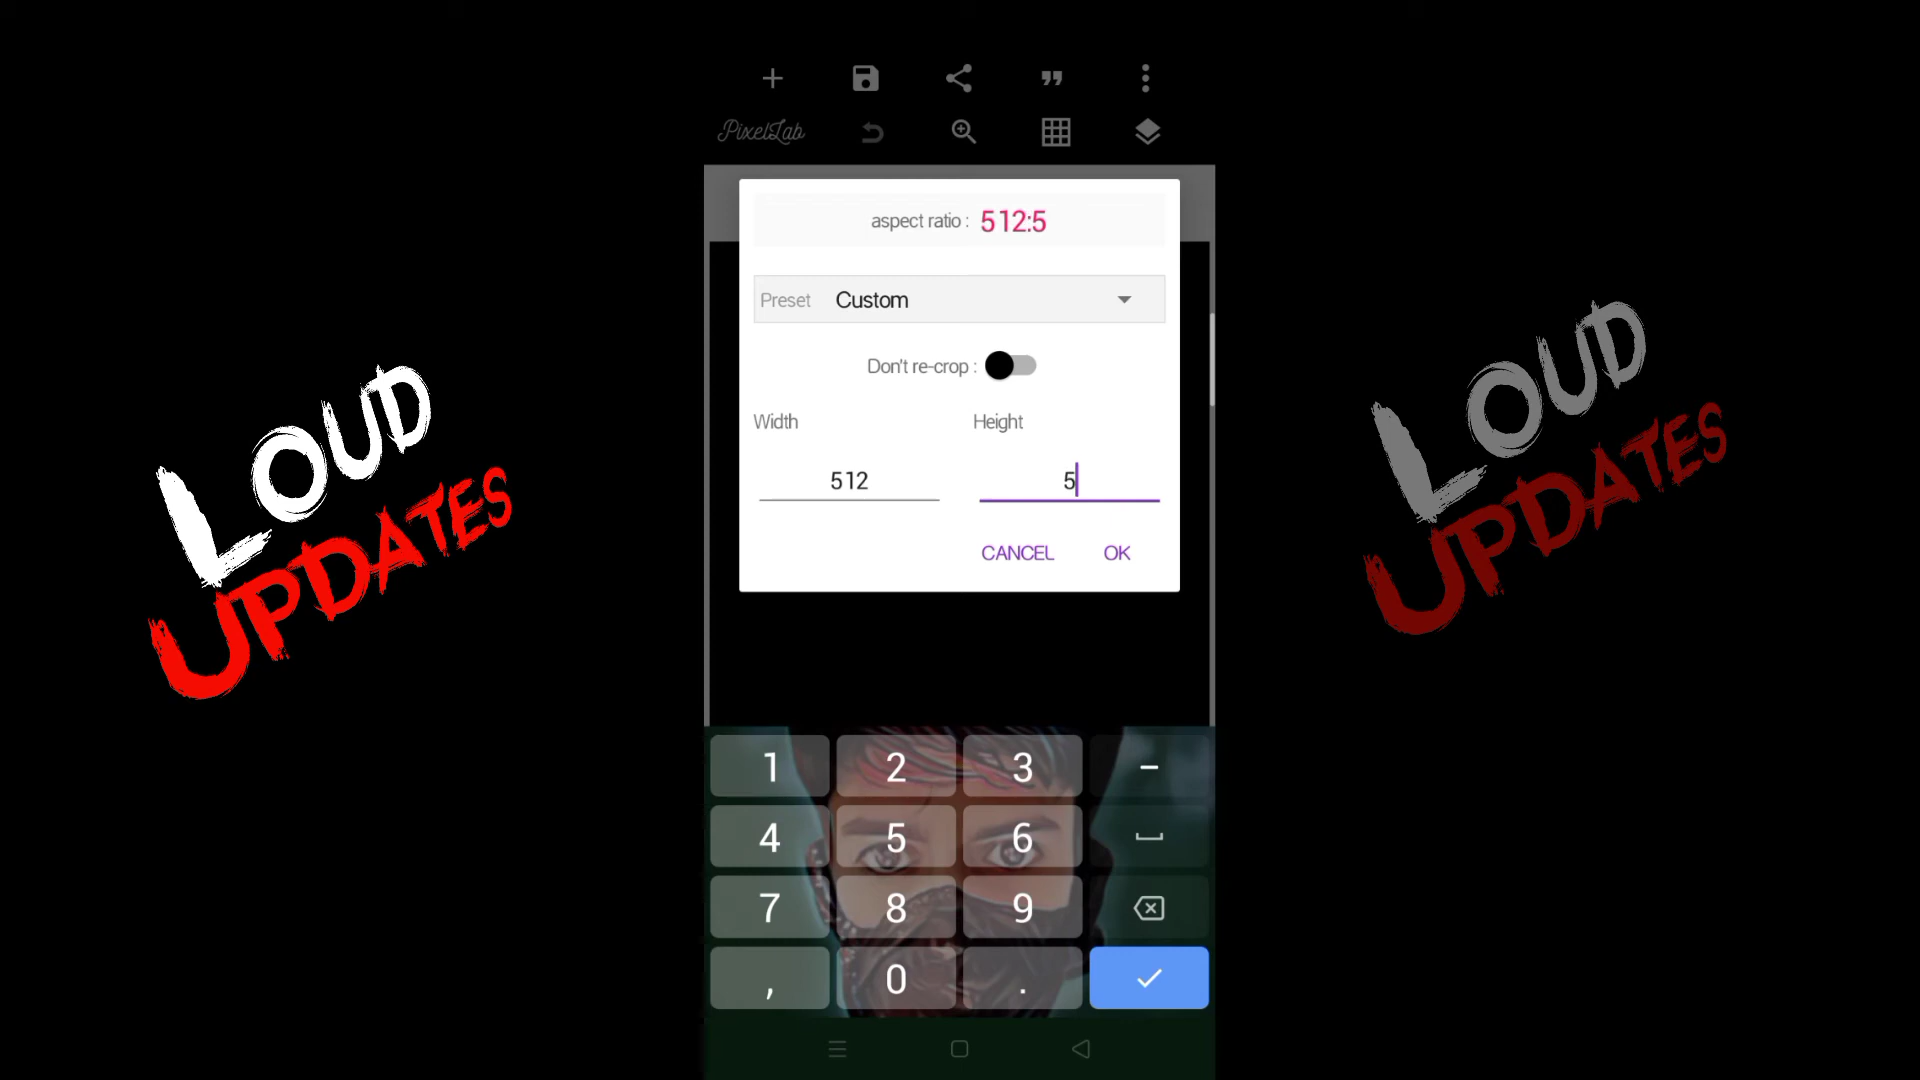 PixelLab
aspect ratio : 512:5
Preset Custom
Don't re-crop :
Width Height
512 5
CANCEL OK
LOUD
UPDATES
LOUD
UPDATES
1 2 3 -
4 5 6
7 8 9
, 0 .